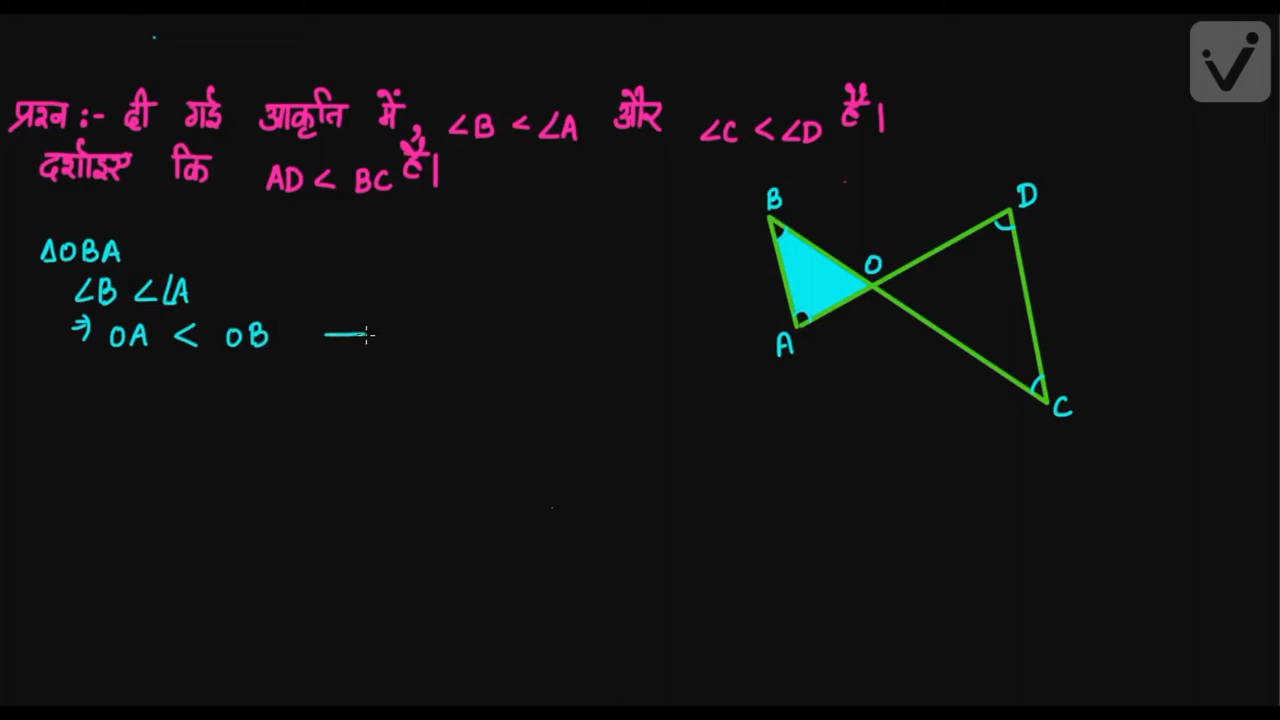 प्रश्न :- दी गई आकृति में, ∠B < ∠A और ∠C < ∠D है।
दर्शाइए कि AD < BC है।
B
D
ΔOBA
O
∠B < ∠A
⇒ OA < OB —
A
C